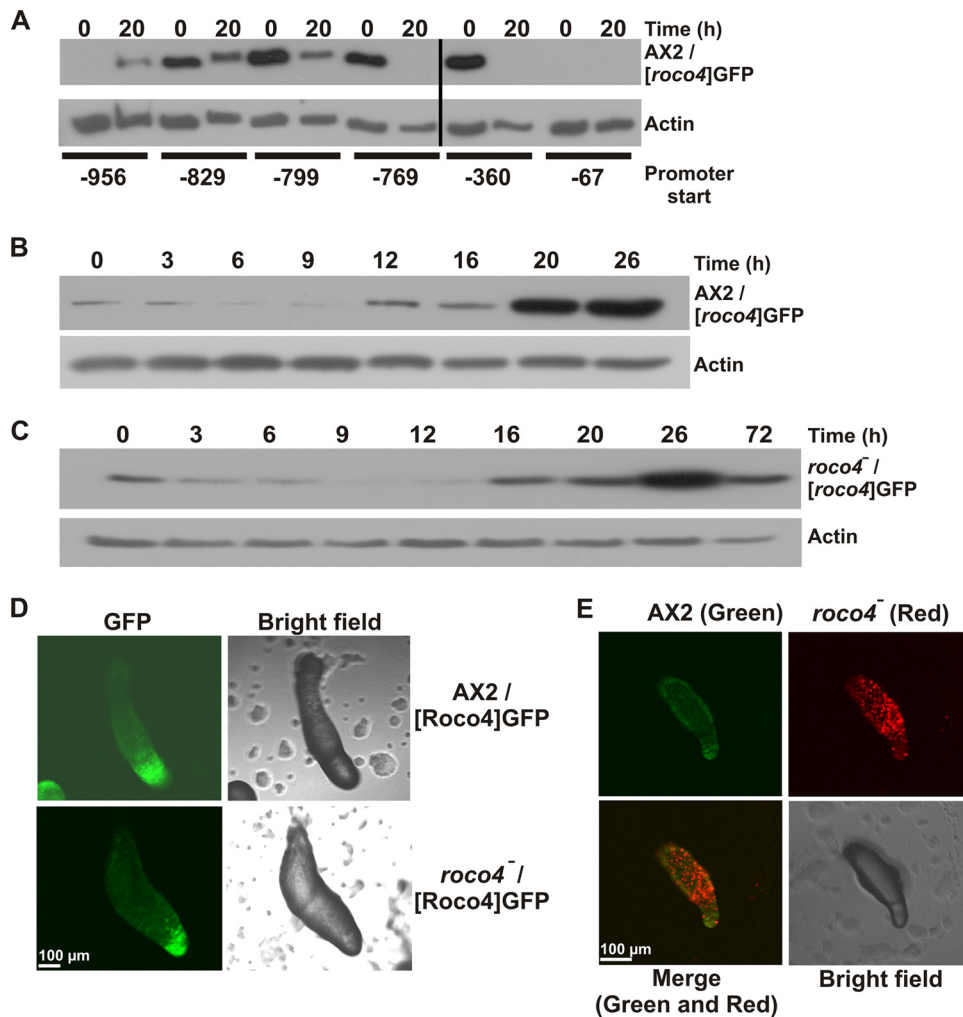 A
0 20 0 20 0 20 0 20 0 20 0 20 Time (h)
AX2 /
[roco4]GFP
Actin
-956 -829 -799 -769 -360 -67 Promoter
start
B
0 3 6 9 12 16 20 26 Time (h)
AX2 /
[roco4]GFP
Actin
C
0 3 6 9 12 16 20 26 72 Time (h)
roco4⁻ /
[roco4]GFP
Actin
D
GFP Bright field
AX2 /
[Roco4]GFP
roco4⁻ /
[Roco4]GFP
100 µm
E
AX2 (Green) roco4⁻ (Red)
100 µm
Merge
(Green and Red)
Bright field